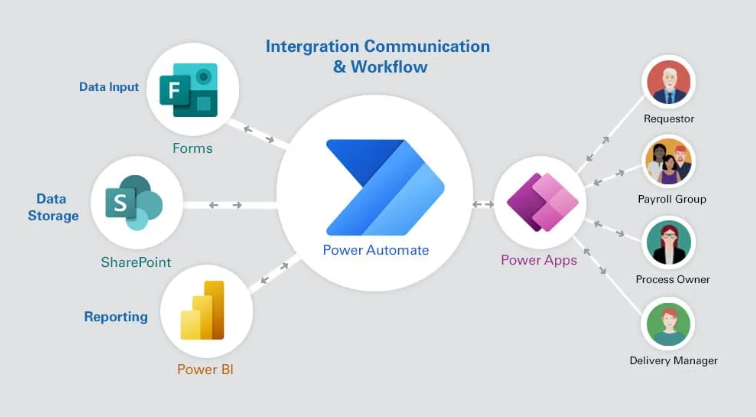 Intergration Communication
& Workflow
Data Input
F
Forms
Data
Storage
S
SharePoint
Reporting
Power BI
Power Automate
Power Apps
Requestor
Payroll Group
Process Owner
Delivery Manager